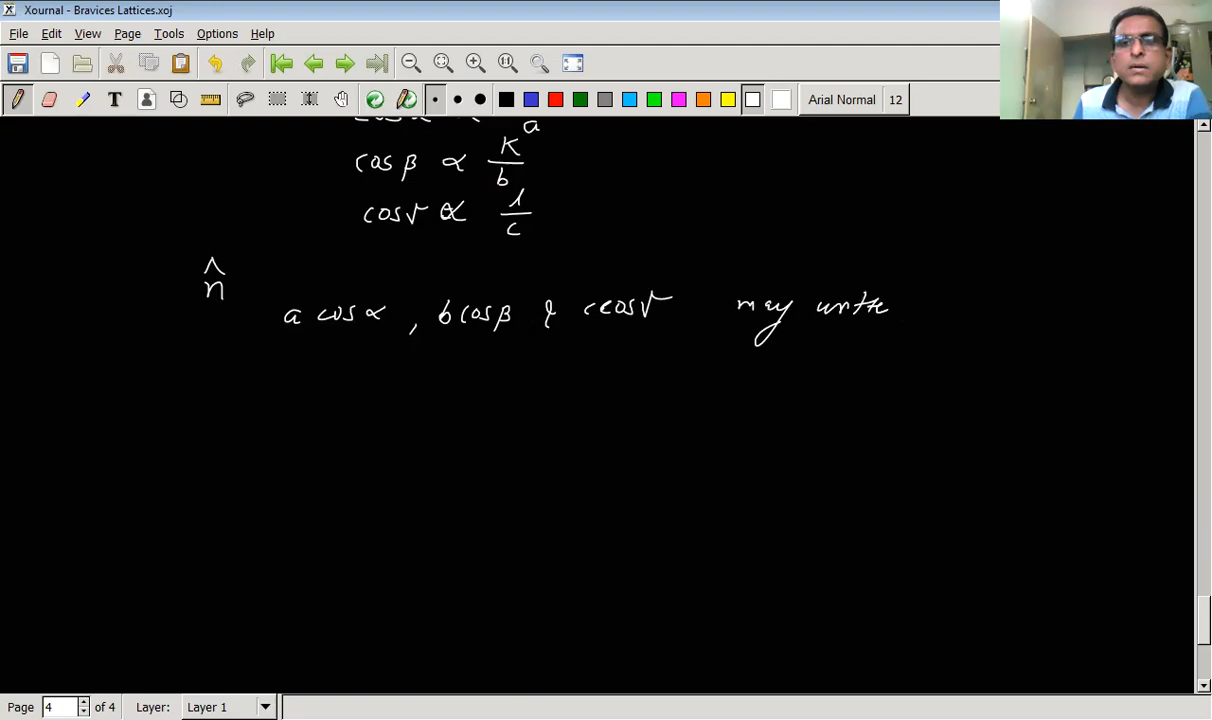 Xournal - Bravices Lattices.xoj
File Edit View Page Tools Options Help
Arial Normal 12
a
cos β ∝ K/b
cos γ ∝ l/c
n̂
a cos α , b cos β & c cos γ may write
Page 4 of 4 Layer: Layer 1